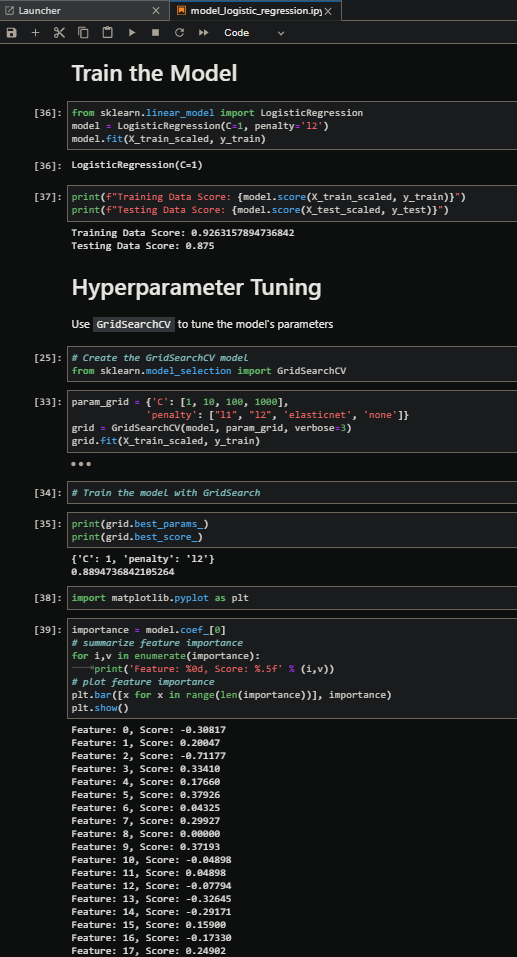 Launcher
model_logistic_regression.ipy
Code
Train the Model
[36]:
from sklearn.linear_model import LogisticRegression
model = LogisticRegression(C=1, penalty='l2')
model.fit(X_train_scaled, y_train)
[36]:
LogisticRegression(C=1)
[37]:
print(f"Training Data Score: {model.score(X_train_scaled, y_train)}")
print(f"Testing Data Score: {model.score(X_test_scaled, y_test)}")
Training Data Score: 0.9263157894736842
Testing Data Score: 0.875
Hyperparameter Tuning
Use GridSearchCV to tune the model's parameters
[25]:
# Create the GridSearchCV model
from sklearn.model_selection import GridSearchCV
[33]:
param_grid = {'C': [1, 10, 100, 1000],
'penalty': ["l1", "l2", 'elasticnet', 'none']}
grid = GridSearchCV(model, param_grid, verbose=3)
grid.fit(X_train_scaled, y_train)
[34]:
# Train the model with GridSearch
[35]:
print(grid.best_params_)
print(grid.best_score_)
{'C': 1, 'penalty': 'l2'}
0.8894736842105264
[38]:
import matplotlib.pyplot as plt
[39]:
importance = model.coef_[0]
# summarize feature importance
for i,v in enumerate(importance):
print('Feature: %0d, Score: %.5f' % (i,v))
# plot feature importance
plt.bar([x for x in range(len(importance))], importance)
plt.show()
Feature: 0, Score: -0.30817
Feature: 1, Score: 0.20047
Feature: 2, Score: -0.71177
Feature: 3, Score: 0.33410
Feature: 4, Score: 0.17660
Feature: 5, Score: 0.37926
Feature: 6, Score: 0.04325
Feature: 7, Score: 0.29927
Feature: 8, Score: 0.00000
Feature: 9, Score: 0.37193
Feature: 10, Score: -0.04898
Feature: 11, Score: 0.04898
Feature: 12, Score: -0.07794
Feature: 13, Score: -0.32645
Feature: 14, Score: -0.29171
Feature: 15, Score: 0.15900
Feature: 16, Score: -0.17330
Feature: 17, Score: 0.24902